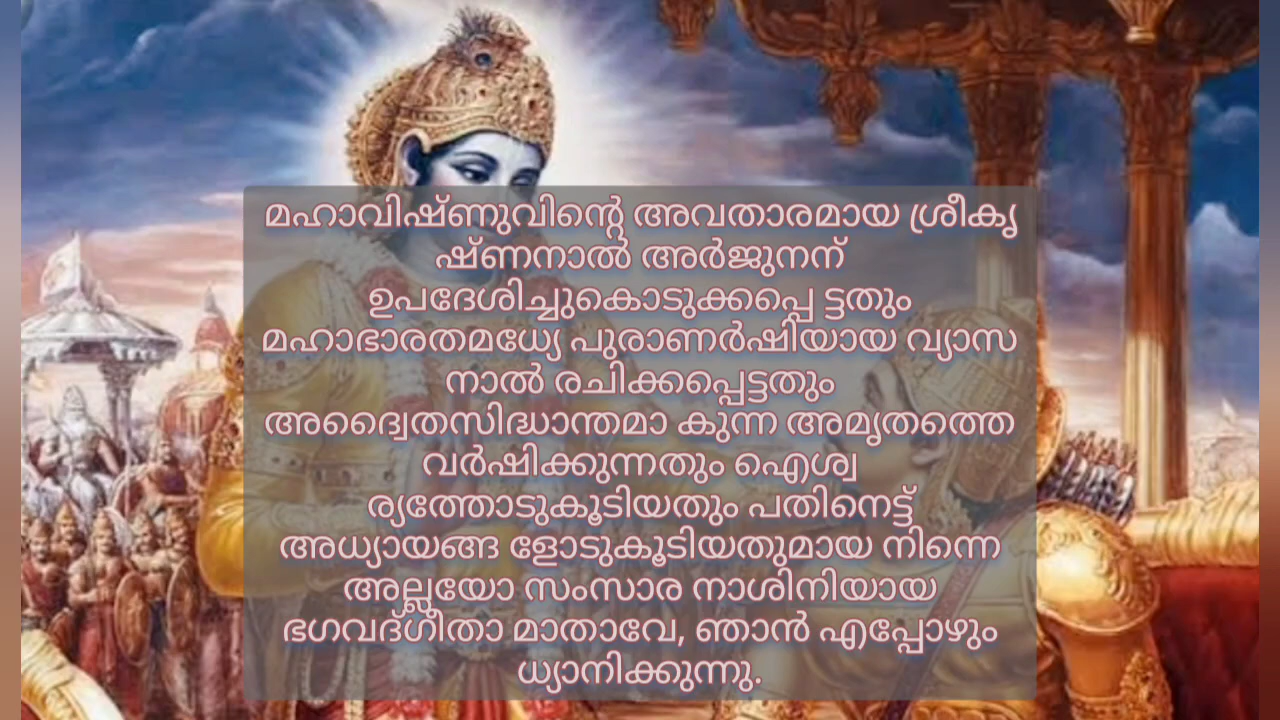 മഹാവിഷ്ണുവിന്റെ അവതാരമായ ശ്രീകൃ
ഷ്ണനാൽ അർജുനന്
ഉപദേശിച്ചുകൊടുക്കപ്പെ ട്ടതും
മഹാഭാരതമധ്യേ പുരാണർഷിയായ വ്യാസ
നാൽ രചിക്കപ്പെട്ടതും
അദ്വൈതസിദ്ധാന്തമാ കുന്ന അമൃതത്തെ
വർഷിക്കുന്നതും ഐശ്വ
ര്യത്തോടുകൂടിയതും പതിനെട്ട്
അധ്യായങ്ങ ളോടുകൂടിയതുമായ നിന്നെ
അല്ലയോ സംസാര നാശിനിയായ
ഭഗവദ്ഗീതാ മാതാവേ, ഞാൻ എപ്പോഴും
ധ്യാനിക്കുന്നു.